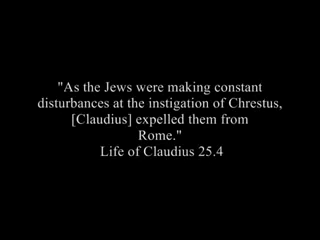 "As the Jews were making constant
disturbances at the instigation of Chrestus,
[Claudius] expelled them from
Rome."
Life of Claudius 25.4